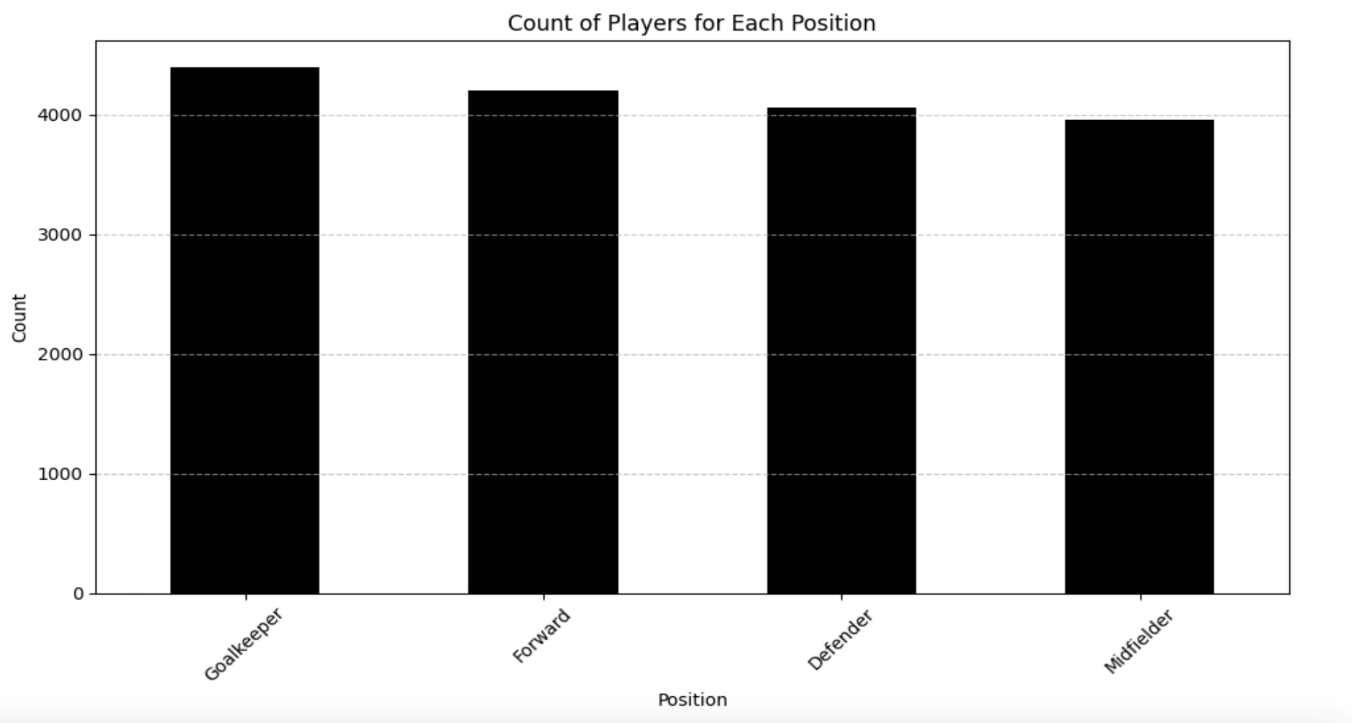 Count of Players for Each Position
4000
3000
2000
1000
0
Count
Goalkeeper
Forward
Defender
Midfielder
Position